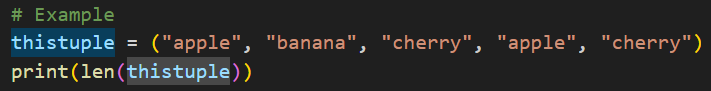 # Example
thistuple = ("apple", "banana", "cherry", "apple", "cherry")
print(len(thistuple))